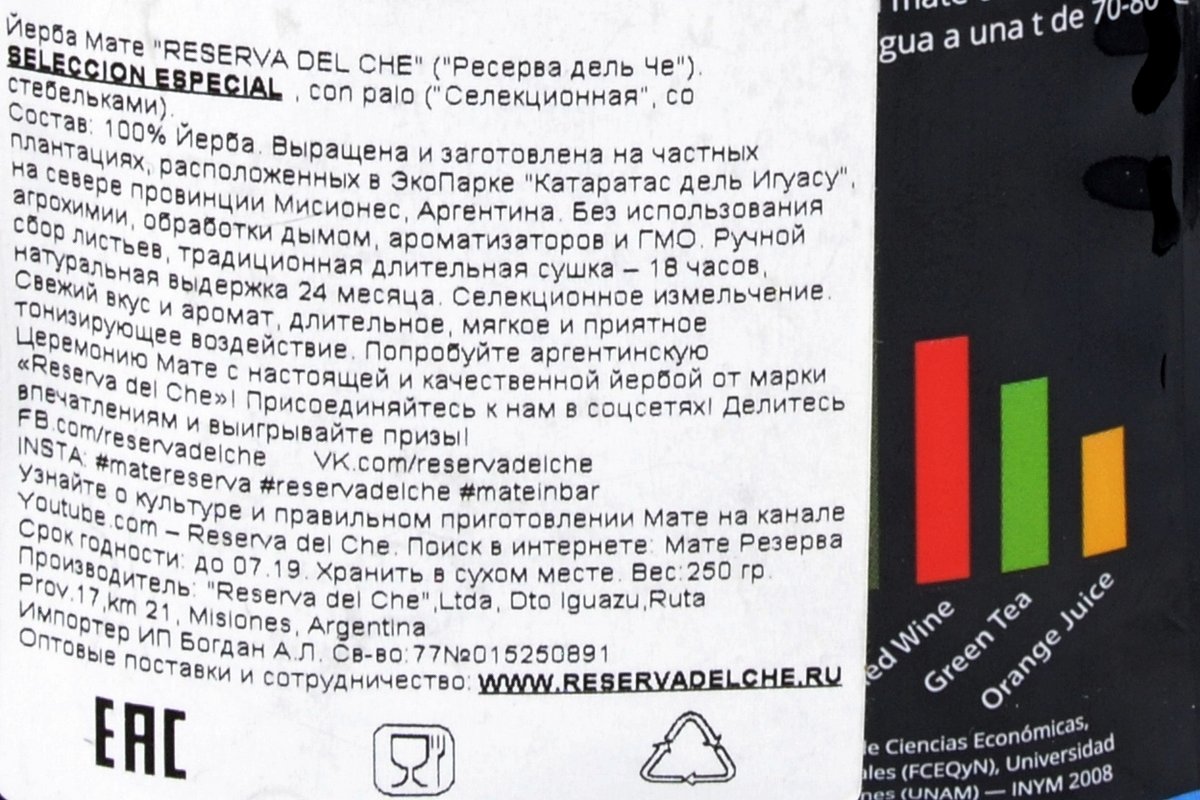 Йерба Мате "RESERVA DEL CHE" ("Ресерва дель Че").
SELECCION ESPECIAL , con palo ("Селекционная", со
стебельками).
Состав: 100% Йерба. Выращена и заготовлена на частных
плантациях, расположенных в ЭкоПарке "Катаратас дель Игуасу",
на севере провинции Мисионес, Аргентина. Без использования
агрохимии, обработки дымом, ароматизаторов и ГМО. Ручной
сбор листьев, традиционная длительная сушка – 18 часов,
натуральная выдержка 24 месяца. Селекционное измельчение.
Свежий вкус и аромат, длительное, мягкое и приятное
тонизирующее воздействие. Попробуйте аргентинскую
Церемонию Мате с настоящей и качественной йербой от марки
«Reserva del Che»! Присоединяйтесь к нам в соцсетях! Делитесь
впечатлениям и выигрывайте призы!
FB.com/reservadelche VK.com/reservadelche
INSTA: #matereserva #reservadelche #mateinbar
Узнайте о культуре и правильном приготовлении Мате на канале
Youtube.com – Reserva del Che. Поиск в интернете: Мате Резерва
Срок годности: до 07.19. Хранить в сухом месте. Вес:250 гр.
Производитель: "Reserva del Che",Ltda, Dto Iguazu,Ruta
Prov.17,km 21, Misiones, Argentina
Импортер ИП Богдан А.Л. Св-во:77№015250891
Оптовые поставки и сотрудничество: WWW.RESERVADELCHE.RU
EAC
gua a una t de 70-80
ed Wine
Green Tea
Orange Juice
de Ciencias Económicas,
les (FCEQyN), Universidad
nes (UNAM) — INYM 2008